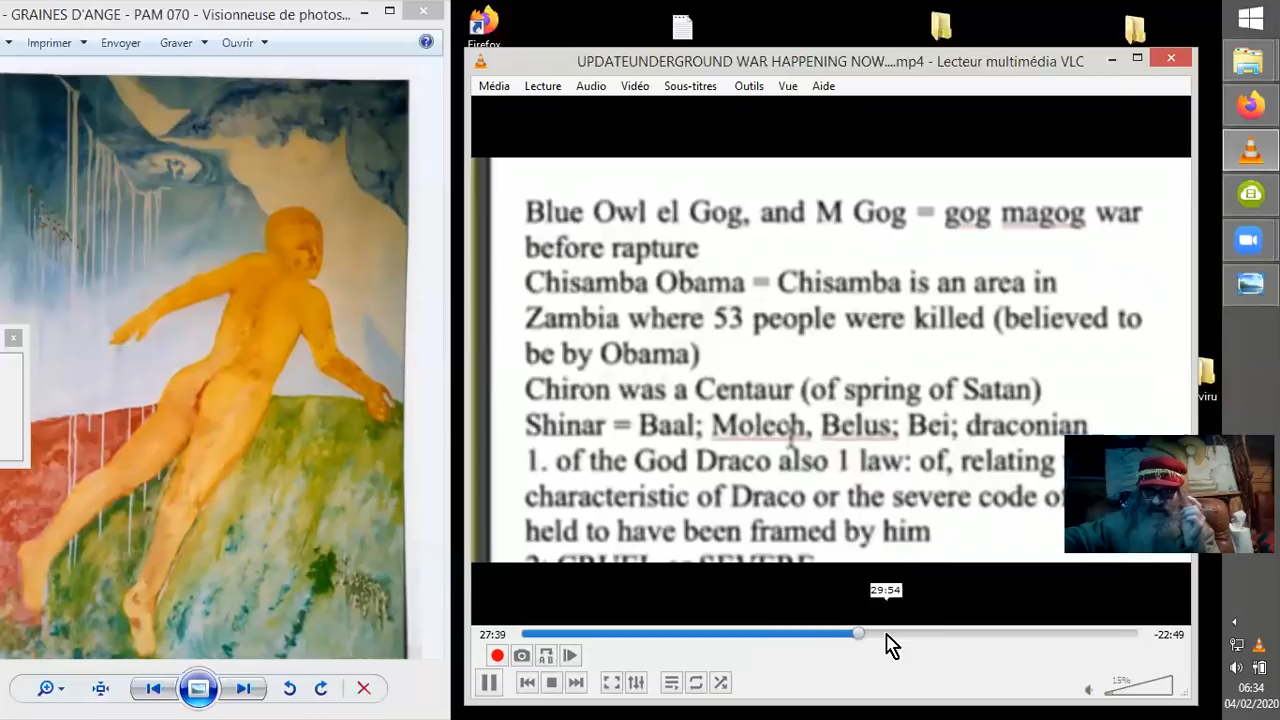 - GRAINES D'ANGE - PAM 070 - Visionneuse de photos...
Envoyer Graver Ouvrir
Firefox
UPDATEUNDERGROUND WAR HAPPENING NOW....mp4 - Lecteur multimédia VLC
Média Lecture Audio Vidéo Sous-titres Outils Vue Aide
Blue Owl el Gog, and M Gog = gog magog war
before rapture
Chisamba Obama = Chisamba is an area in
Zambia where 53 people were killed (believed to
be by Obama)
Chiron was a Centaur (of spring of Satan)
Shinar = Baal; Molech, Belus; Bei; draconian
1. of the God Draco also 1 law: of, relating
characteristic of Draco or the severe code
held to have been framed by him
2: CRUEL or SEVERE
29:54
27:39
-22:49
15%
viru
06:34
04/02/2020